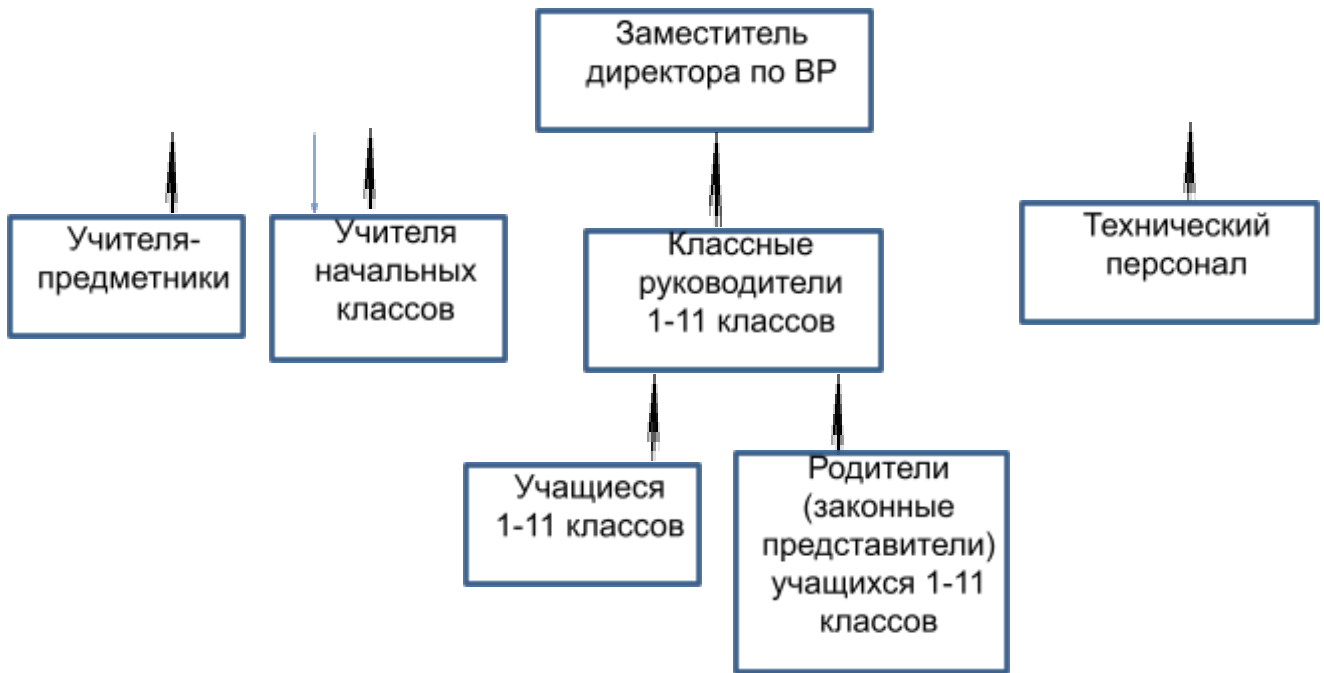 Заместитель
директора по ВР
Учителя-
предметники
Учителя
начальных
классов
Классные
руководители
1-11 классов
Технический
персонал
Учащиеся
1-11 классов
Родители
(законные
представители)
учащихся 1-11
классов